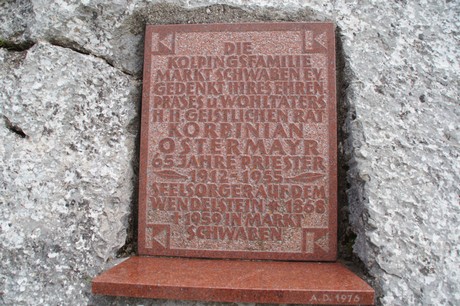 DIE
KOLPINGSFAMILIE
MARKT SCHWABEN E.V.
GEDENKT IHRES EHREN
PRÄSES U. WOHLTÄTERS
H. H. GEISTLICHEN RAT
KORBINIAN
OSTERMAYR
65 JAHRE PRIESTER
1912-1955
SEELSORGER AUF DEM
WENDELSTEIN * 1868
† 1959 IN MARKT
SCHWABEN
A.D. 1976